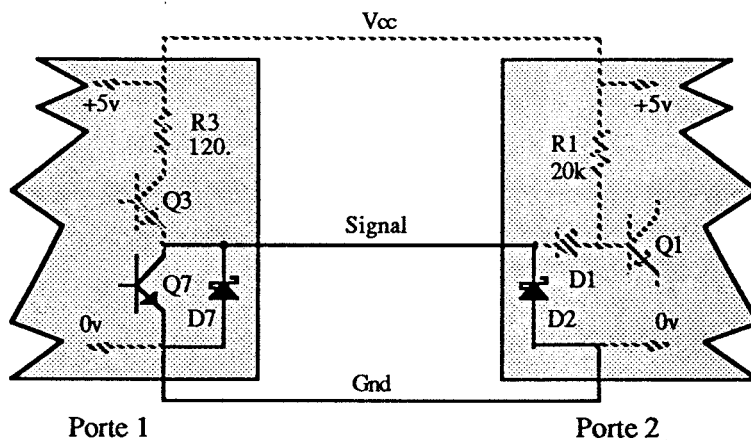 Vcc
+5v
+5v
R3
120.
R1
20k
Q3
Signal
Q1
D1
Q7
0v
D7
D2
0v
Gnd
Porte 1
Porte 2